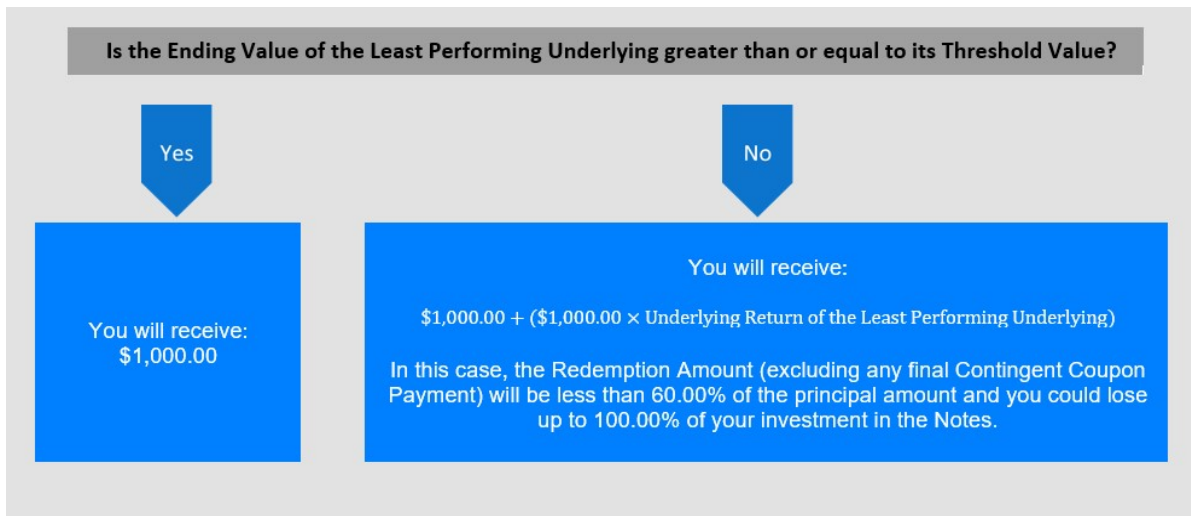 Is the Ending Value of the Least Performing Underlying greater than or equal to its Threshold Value?
Yes
No
You will receive:
$1,000.00
You will receive:
$1,000.00 + ($1,000.00 × Underlying Return of the Least Performing Underlying)
In this case, the Redemption Amount (excluding any final Contingent Coupon
Payment) will be less than 60.00% of the principal amount and you could lose
up to 100.00% of your investment in the Notes.